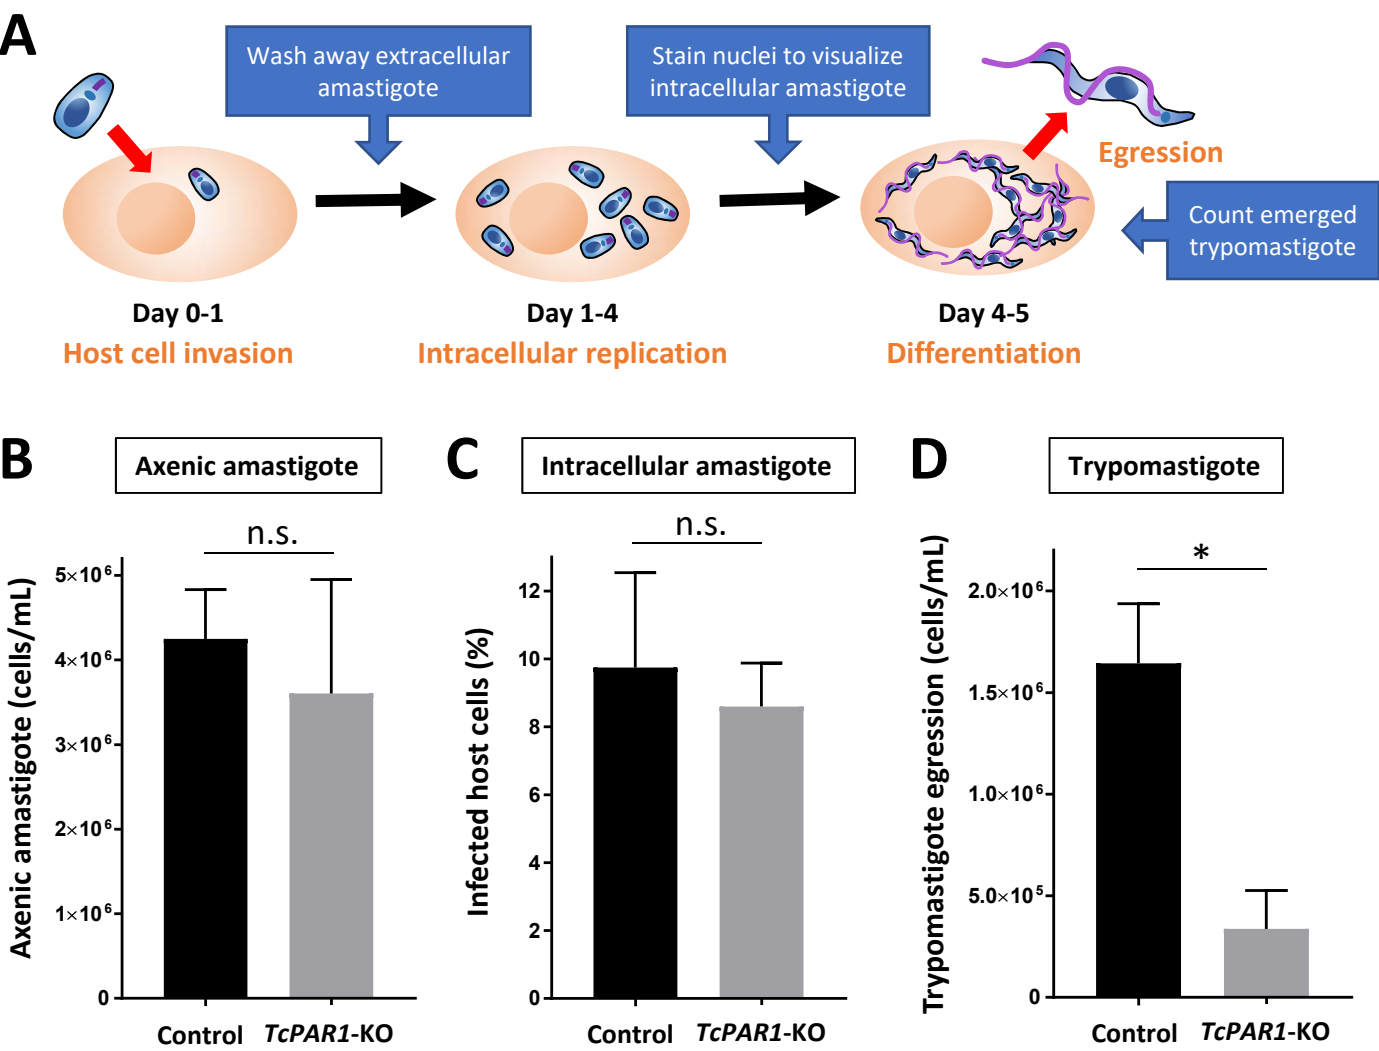 A
Wash away extracellular
amastigote
Stain nuclei to visualize
intracellular amastigote
Egression
Count emerged
trypomastigote
Day 0-1
Day 1-4
Day 4-5
Host cell invasion
Intracellular replication
Differentiation
B
Axenic amastigote
n.s.
Axenic amastigote (cells/mL)
5×10⁶
4×10⁶
3×10⁶
2×10⁶
1×10⁶
0
Control
TcPAR1-KO
C
Intracellular amastigote
n.s.
Infected host cells (%)
12
10
8
6
4
2
0
Control
TcPAR1-KO
D
Trypomastigote
*
Trypomastigote egression (cells/mL)
2.0×10⁶
1.5×10⁶
1.0×10⁶
5.0×10⁵
0
Control
TcPAR1-KO